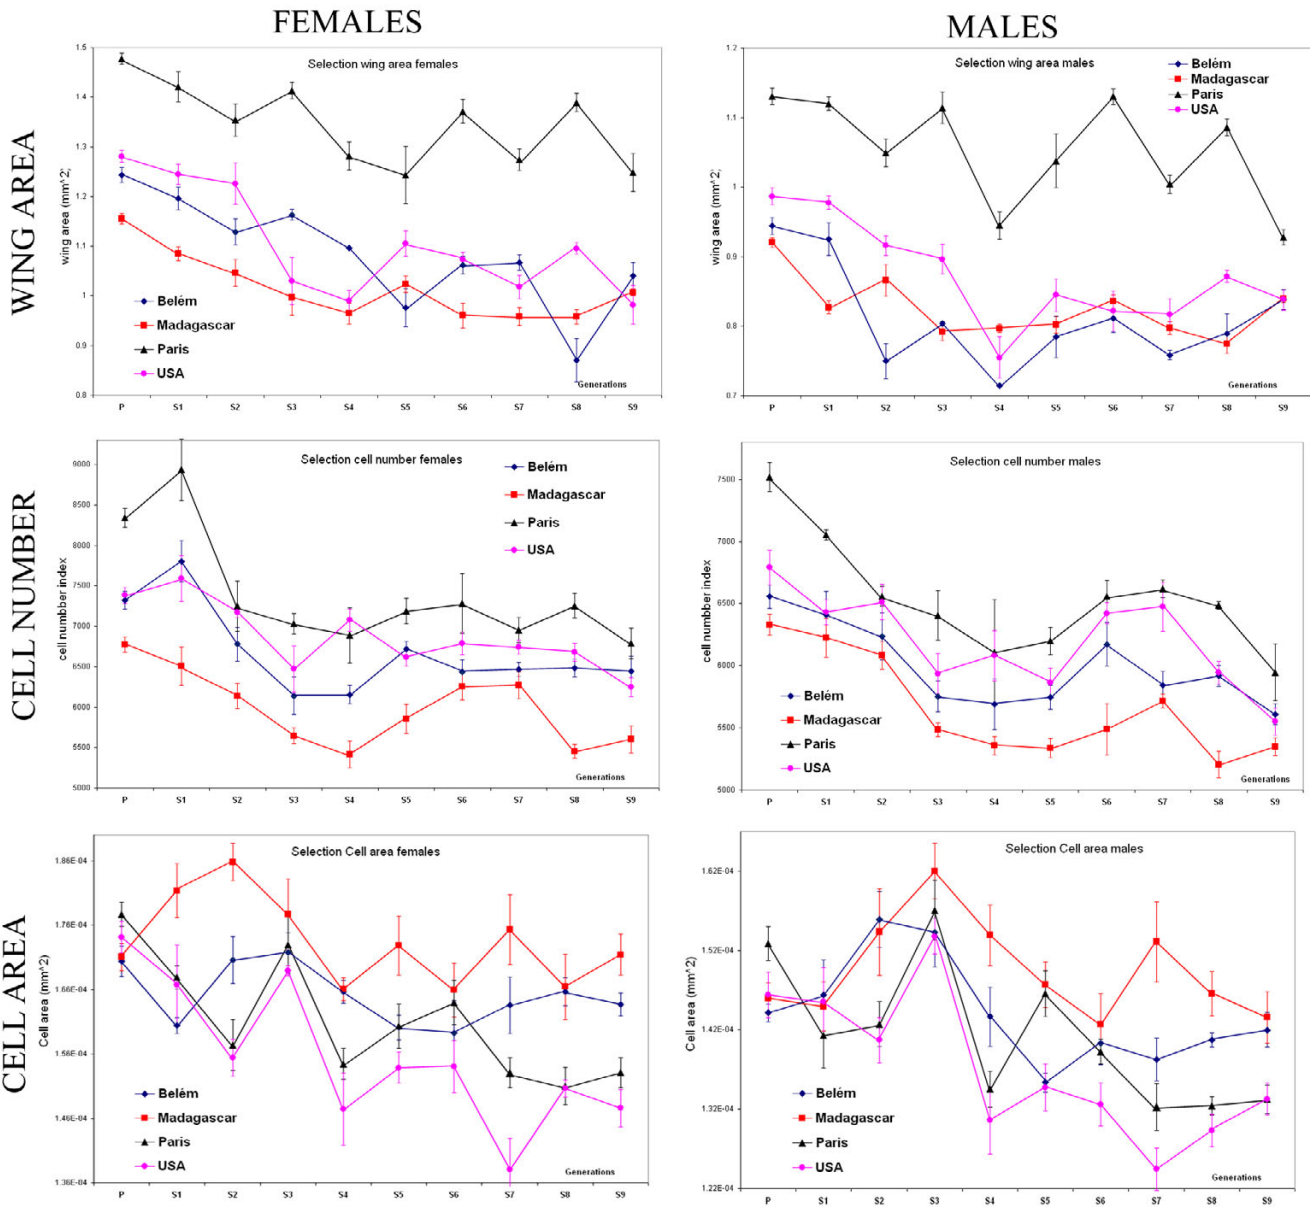 FEMALES
MALES
WING AREA
Selection wing area females
wing area (mm^2;
1.5
1.4
1.3
1.2
1.1
1
0.9
0.8
Belém
Madagascar
Paris
USA
Generations
P S1 S2 S3 S4 S5 S6 S7 S8 S9
Selection wing area males
wing area (mm^2;
1.2
1.1
1
0.9
0.8
0.7
Belém
Madagascar
Paris
USA
Generations
P S1 S2 S3 S4 S5 S6 S7 S8 S9
CELL NUMBER
Selection cell number females
cell numbber index
9000
8500
8000
7500
7000
6500
6000
5500
5000
Belém
Madagascar
Paris
USA
Generations
P S1 S2 S3 S4 S5 S6 S7 S8 S9
Selection cell number males
cell number index
7500
7000
6500
6000
5500
5000
Belém
Madagascar
Paris
USA
Generations
P S1 S2 S3 S4 S5 S6 S7 S8 S9
CELL AREA
Selection Cell area females
Cell area (mm^2)
1.86E-04
1.76E-04
1.66E-04
1.56E-04
1.46E-04
1.36E-04
Belém
Madagascar
Paris
USA
Generations
P S1 S2 S3 S4 S5 S6 S7 S8 S9
Selection Cell area males
Cell area (mm^2)
1.62E-04
1.52E-04
1.42E-04
1.32E-04
1.22E-04
Belém
Madagascar
Paris
USA
Generations
P S1 S2 S3 S4 S5 S6 S7 S8 S9